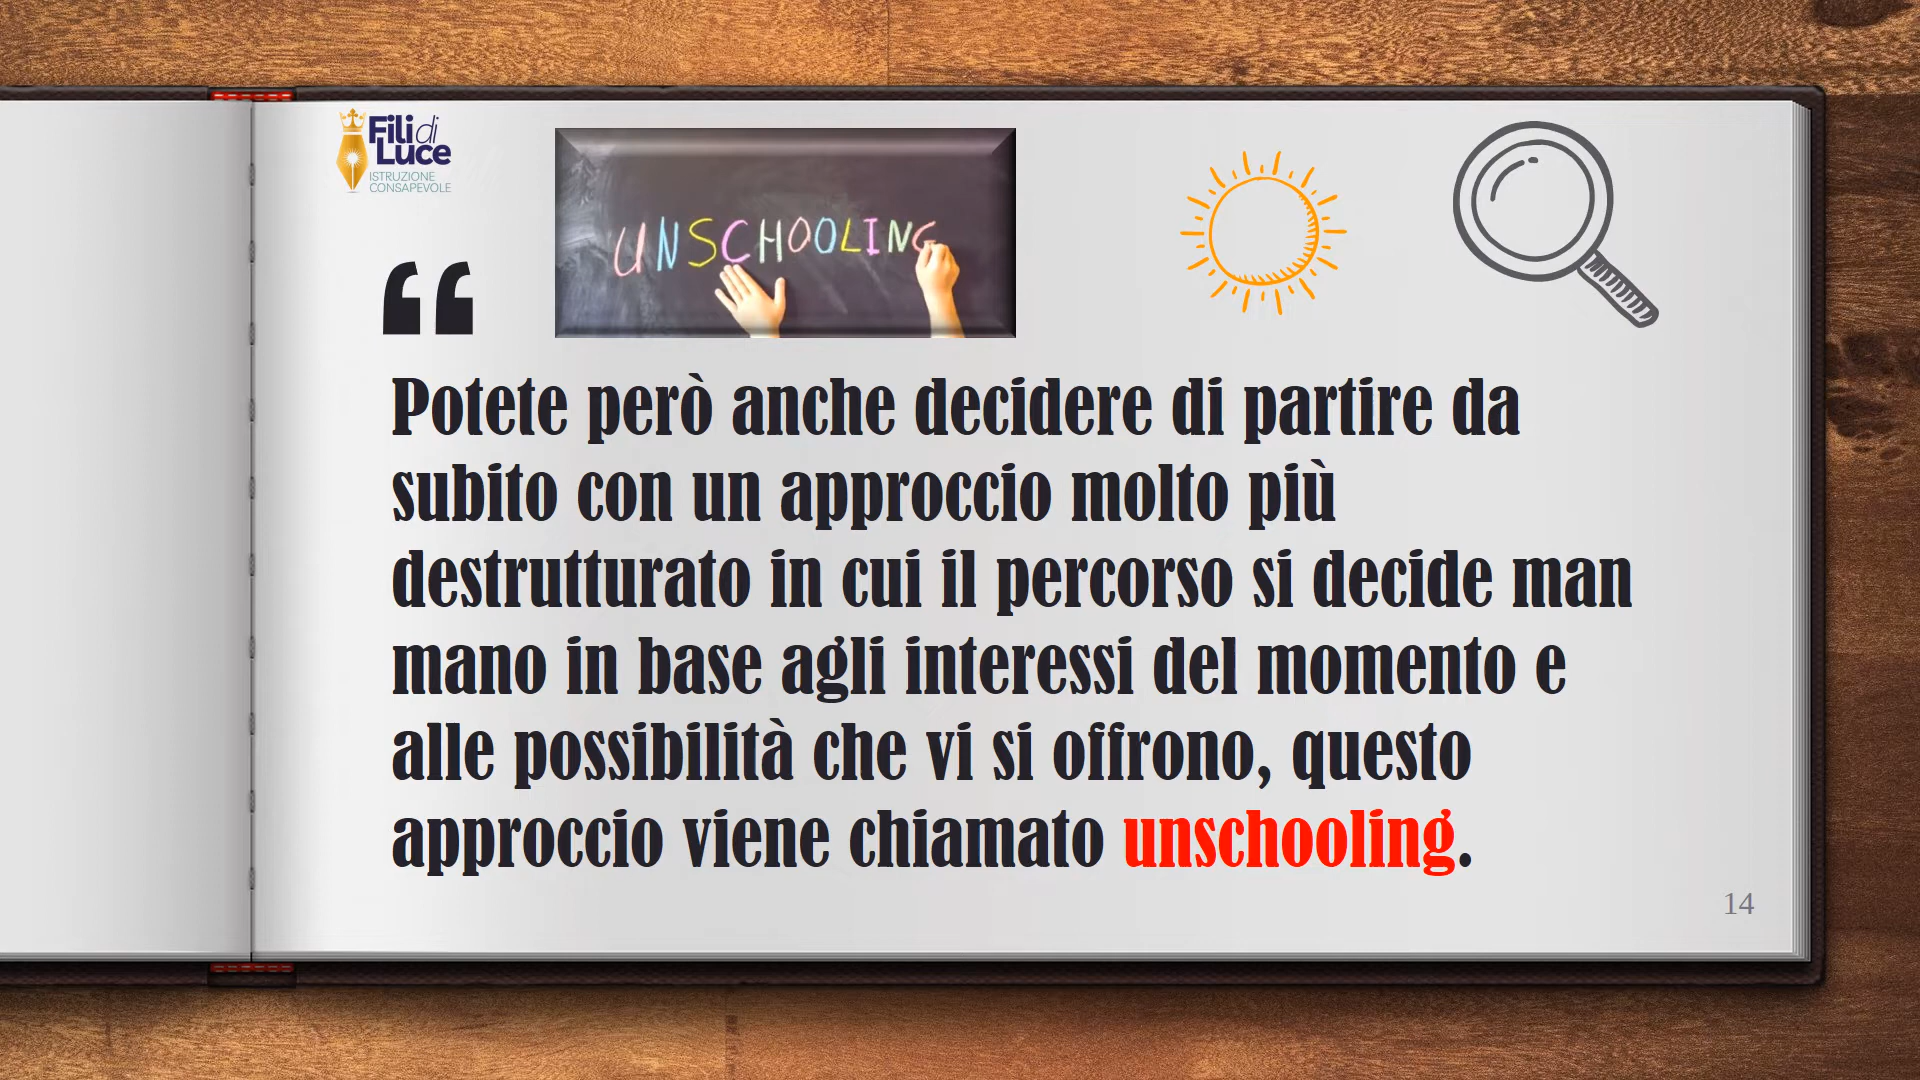 Fili di
Luce
ISTRUZIONE
CONSAPEVOLE
UNSCHOOLING
“
Potete però anche decidere di partire da
subito con un approccio molto più
destrutturato in cui il percorso si decide man
mano in base agli interessi del momento e
alle possibilità che vi si offrono, questo
approccio viene chiamato unschooling.
14